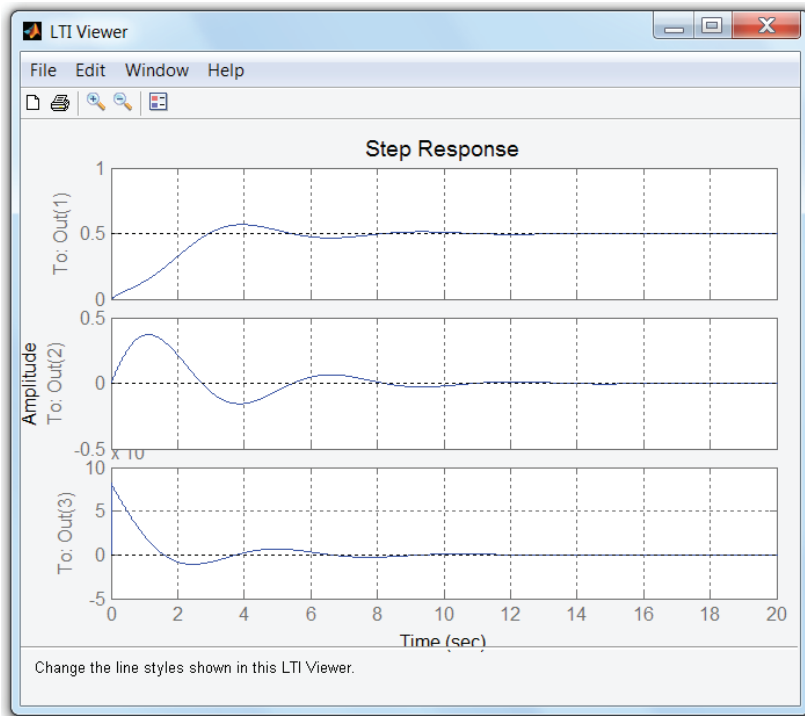 LTI Viewer
File Edit Window Help
Step Response
Amplitude
To: Out(1)
1
0.5
0
To: Out(2)
0.5
0
-0.5
x 10
To: Out(3)
10
5
0
-5
0 2 4 6 8 10 12 14 16 18 20
Time (sec)
Change the line styles shown in this LTI Viewer.